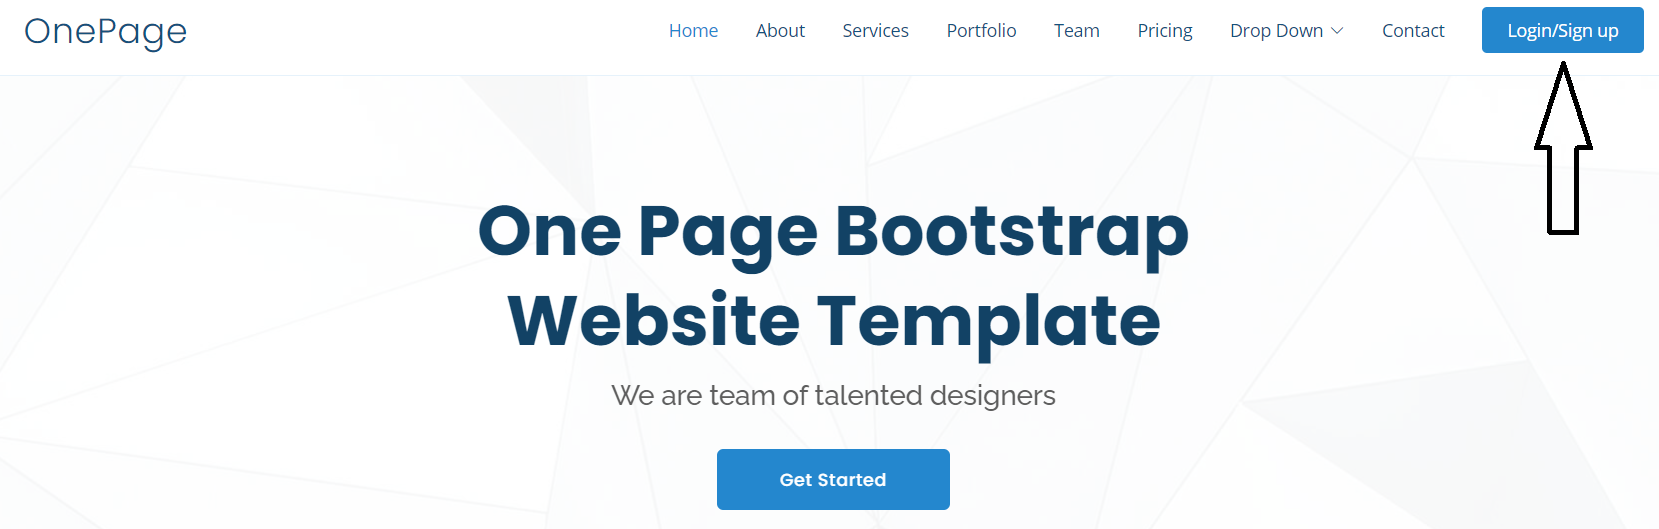 OnePage
Home About Services Portfolio Team Pricing Drop Down Contact Login/Sign up
One Page Bootstrap
Website Template
We are team of talented designers
Get Started